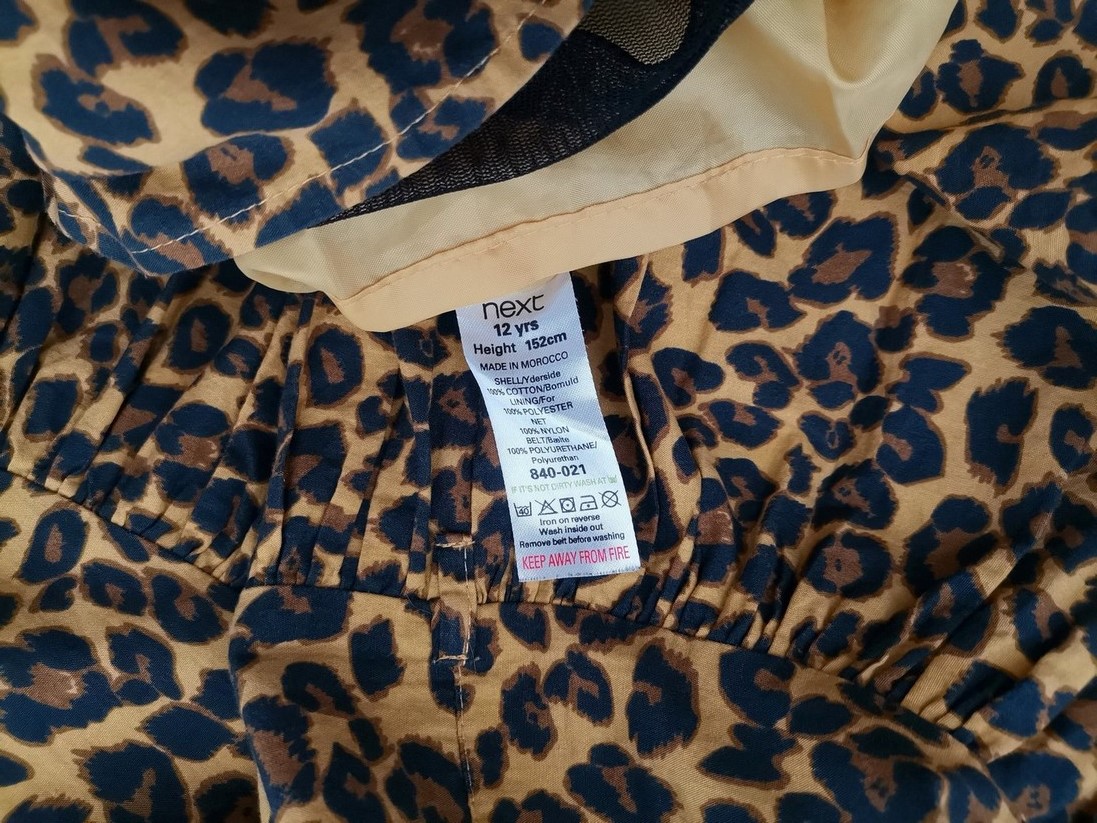 next
12 yrs
Height 152cm
MADE IN MOROCCO
SHELL/Yderside
100% COTTON/Bomuld
LINING/For
100% POLYESTER
NET
100% NYLON
BELT/Bælte
100% POLYURETHANE/
Polyurethan
840-021
IF IT'S NOT DIRTY WASH AT
40
Iron on reverse
Wash inside out
Remove belt before washing
KEEP AWAY FROM FIRE